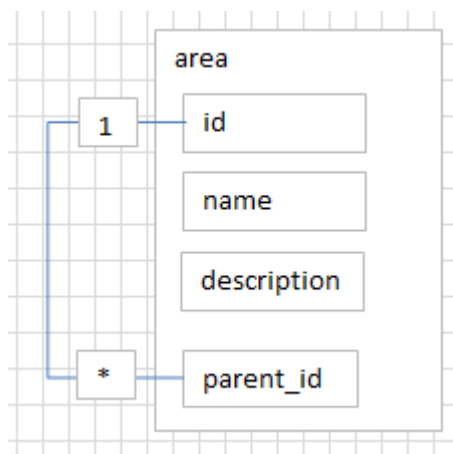 area
1
id
name
description
*
parent_id